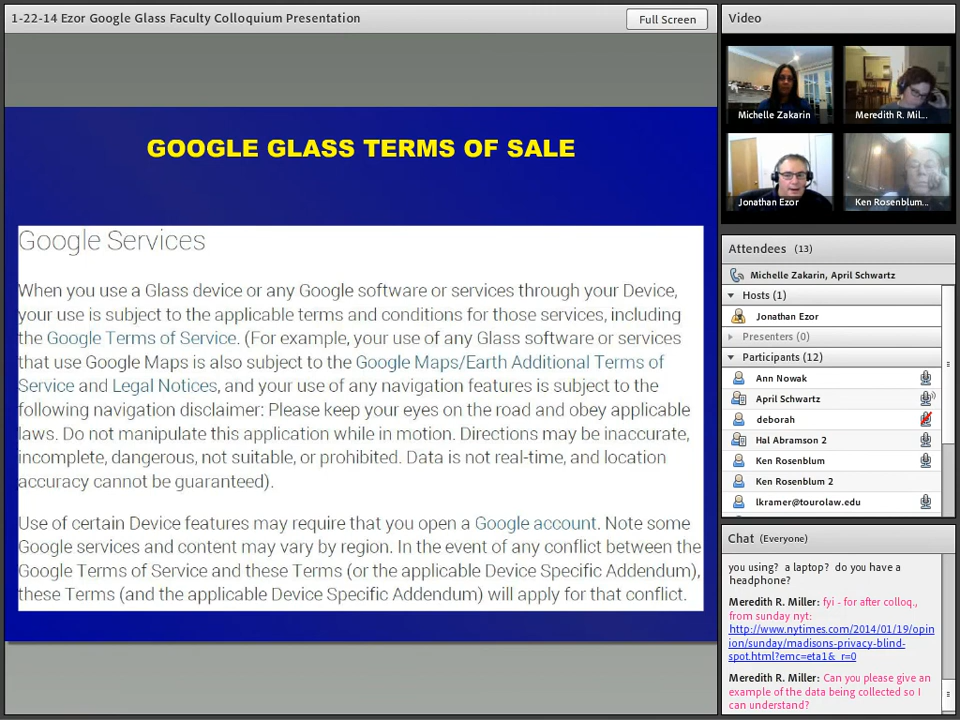 1-22-14 Ezor Google Glass Faculty Colloquium Presentation
Full Screen
GOOGLE GLASS TERMS OF SALE
Google Services
When you use a Glass device or any Google software or services through your Device,
your use is subject to the applicable terms and conditions for those services, including
the Google Terms of Service. (For example, your use of any Glass software or services
that use Google Maps is also subject to the Google Maps/Earth Additional Terms of
Service and Legal Notices, and your use of any navigation features is subject to the
following navigation disclaimer: Please keep your eyes on the road and obey applicable
laws. Do not manipulate this application while in motion. Directions may be inaccurate,
incomplete, dangerous, not suitable, or prohibited. Data is not real-time, and location
accuracy cannot be guaranteed).
Use of certain Device features may require that you open a Google account. Note some
Google services and content may vary by region. In the event of any conflict between the
Google Terms of Service and these Terms (or the applicable Device Specific Addendum),
these Terms (and the applicable Device Specific Addendum) will apply for that conflict.
Video
Michelle Zakarin
Meredith R. Mil...
Jonathan Ezor
Ken Rosenblum...
Attendees (13)
Michelle Zakarin, April Schwartz
Hosts (1)
Jonathan Ezor
Presenters (0)
Participants (12)
Ann Nowak
April Schwartz
deborah
Hal Abramson 2
Ken Rosenblum
Ken Rosenblum 2
lkramer@tourolaw.edu
Chat (Everyone)
you using? a laptop? do you have a
headphone?
Meredith R. Miller: fyi - for after colloq.,
from sunday nyt:
http://www.nytimes.com/2014/01/19/opin
ion/sunday/madisons-privacy-blind-
spot.html?emc=eta1&_r=0
Meredith R. Miller: Can you please give an
example of the data being collected so I
can understand?